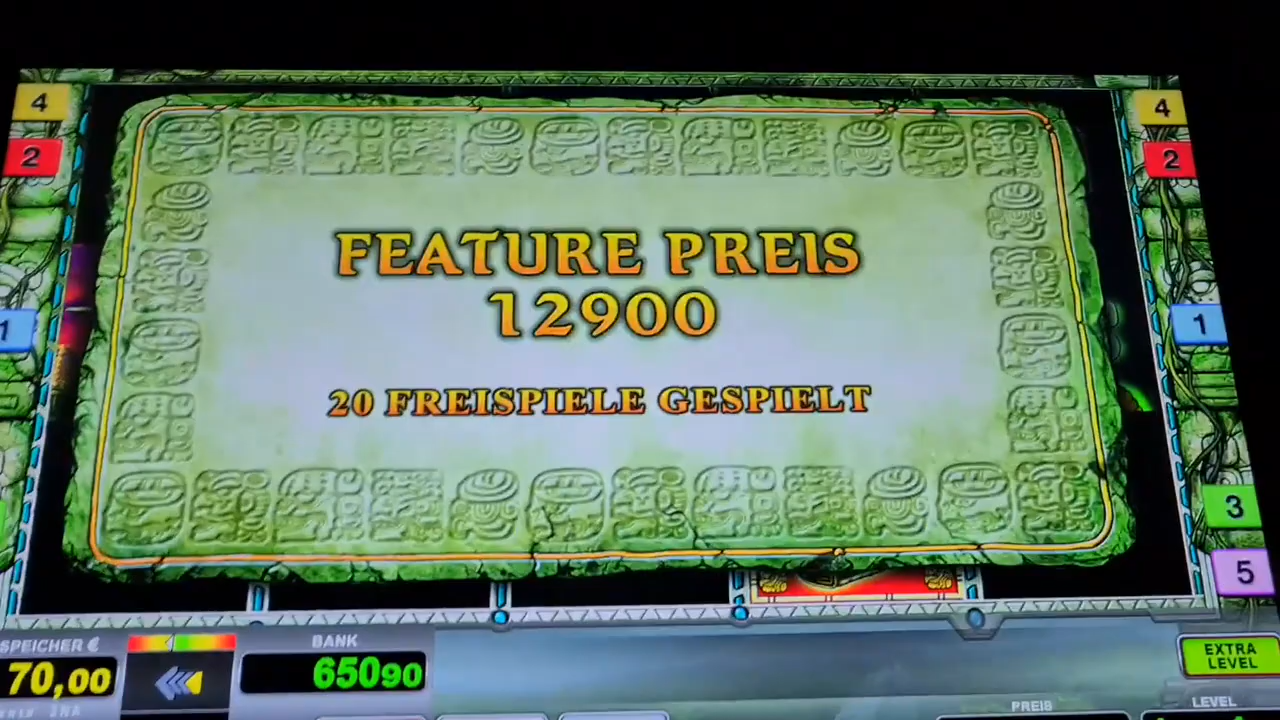 4
4
2
2
FEATURE PREIS
12900
1
1
20 FREISPIELE GESPIELT
3
5
SPEICHER €
BANK
70,00
65090
EXTRA
LEVEL
PREIS
LEVEL